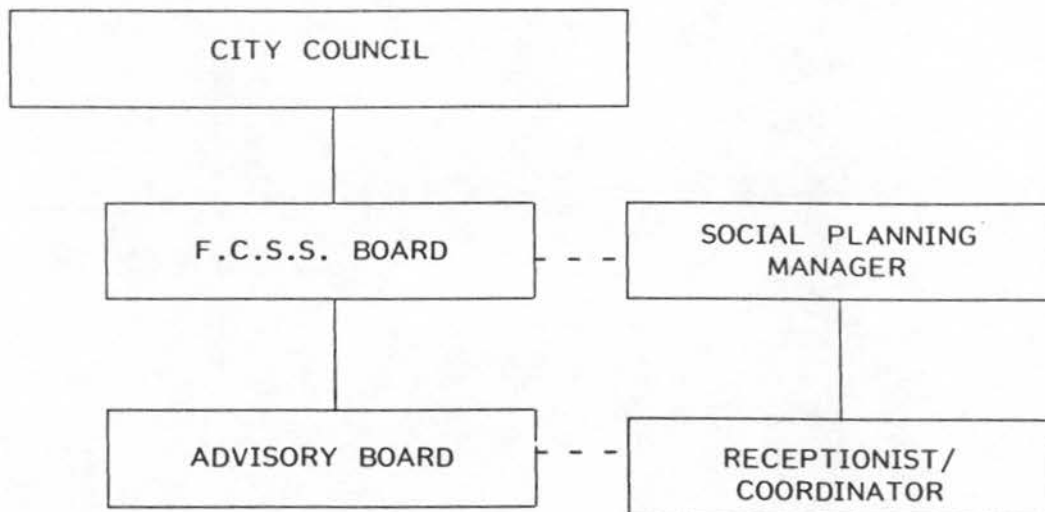 CITY COUNCIL
F.C.S.S. BOARD
SOCIAL PLANNING
MANAGER
ADVISORY BOARD
RECEPTIONIST/
COORDINATOR